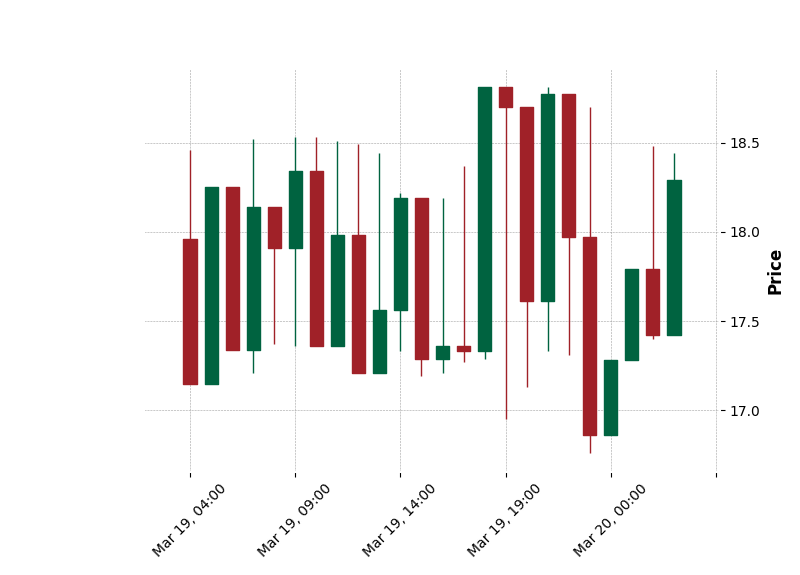 18.5
18.0
17.5
17.0
Price
Mar 19, 04:00
Mar 19, 09:00
Mar 19, 14:00
Mar 19, 19:00
Mar 20, 00:00